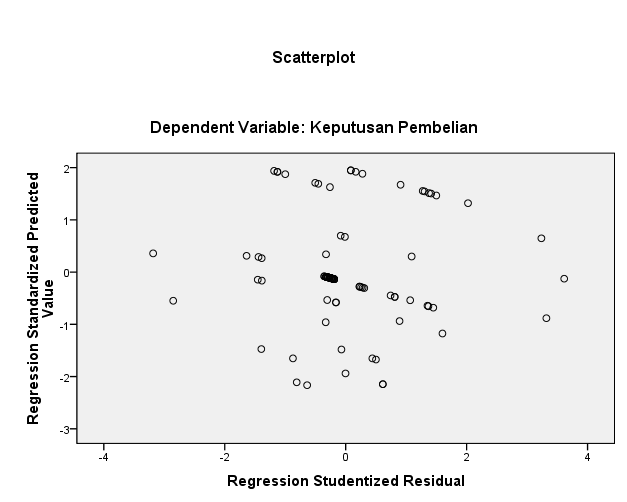 Scatterplot
Dependent Variable: Keputusan Pembelian
Regression Standardized Predicted
Value
2
1
0
-1
-2
-3
-4
-2
0
2
4
Regression Studentized Residual